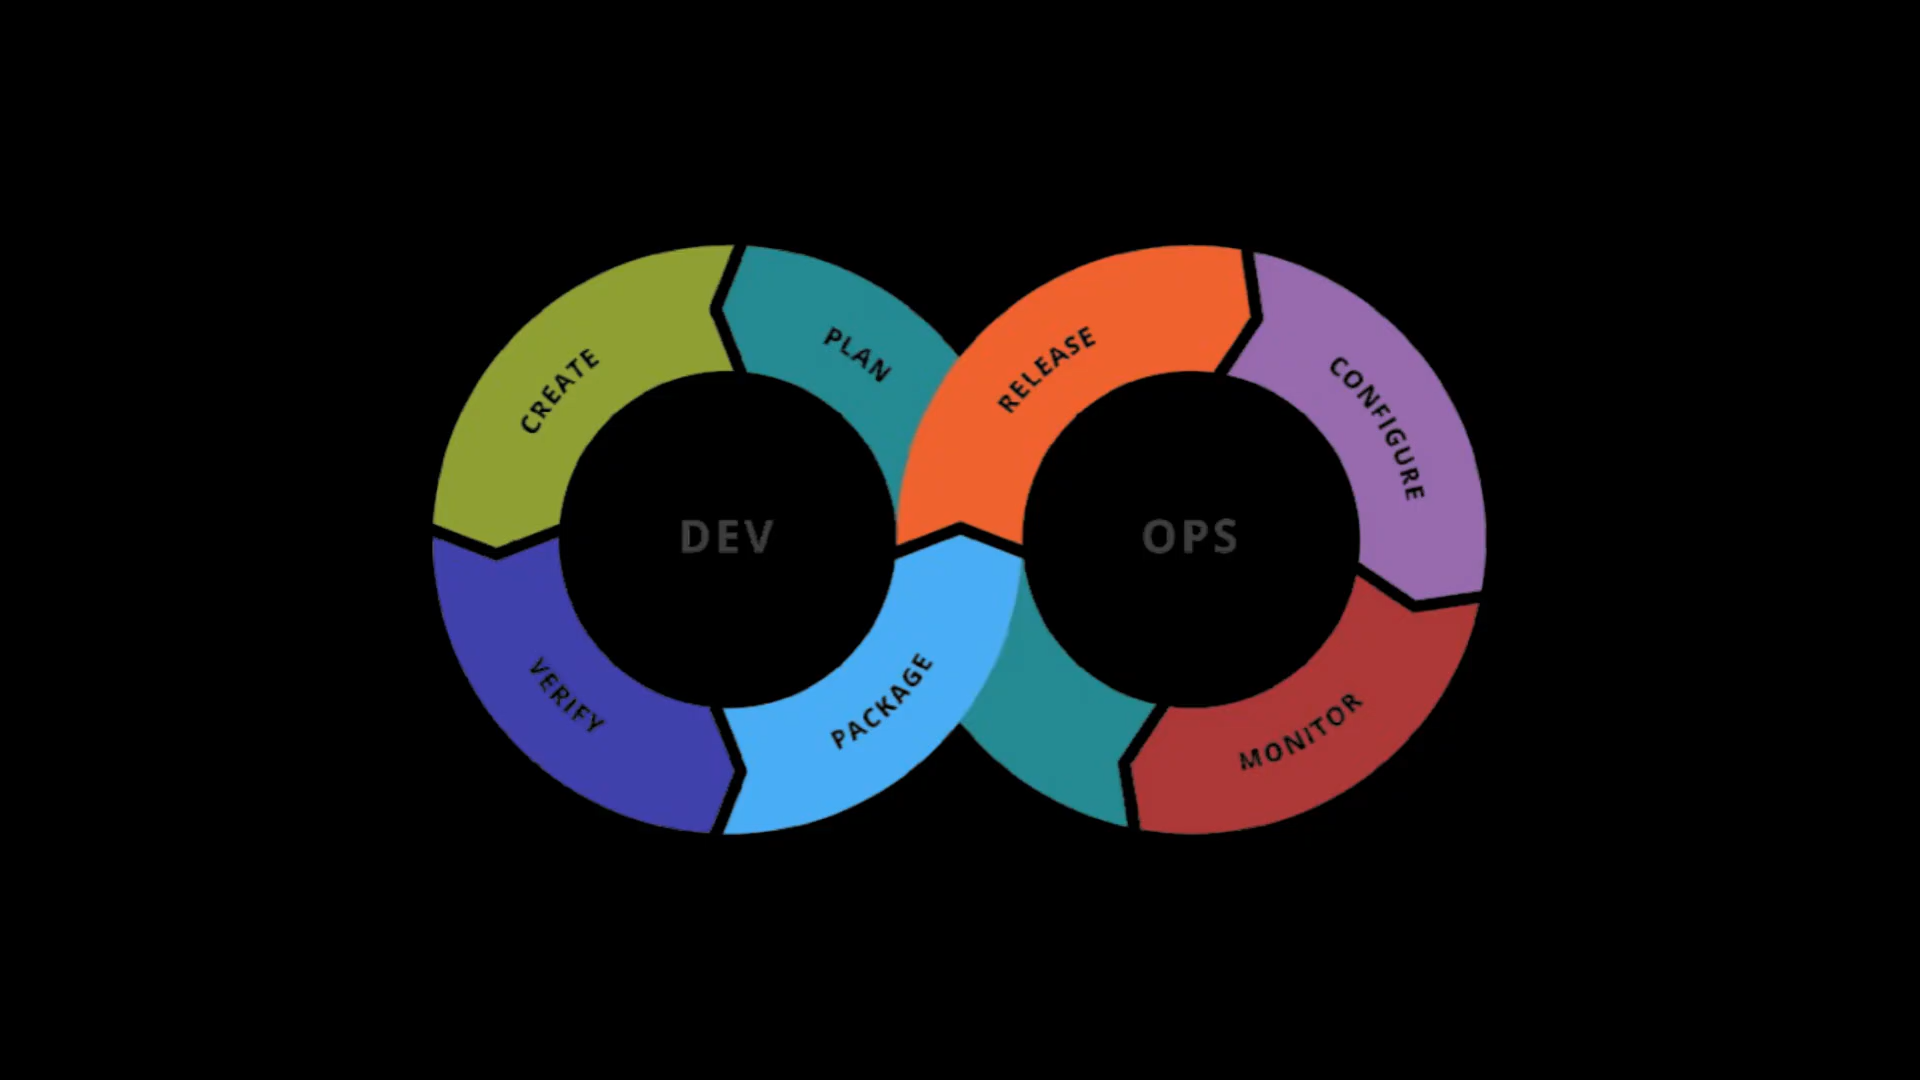 PLAN
CREATE
VERIFY
PACKAGE
RELEASE
CONFIGURE
MONITOR
DEV
OPS